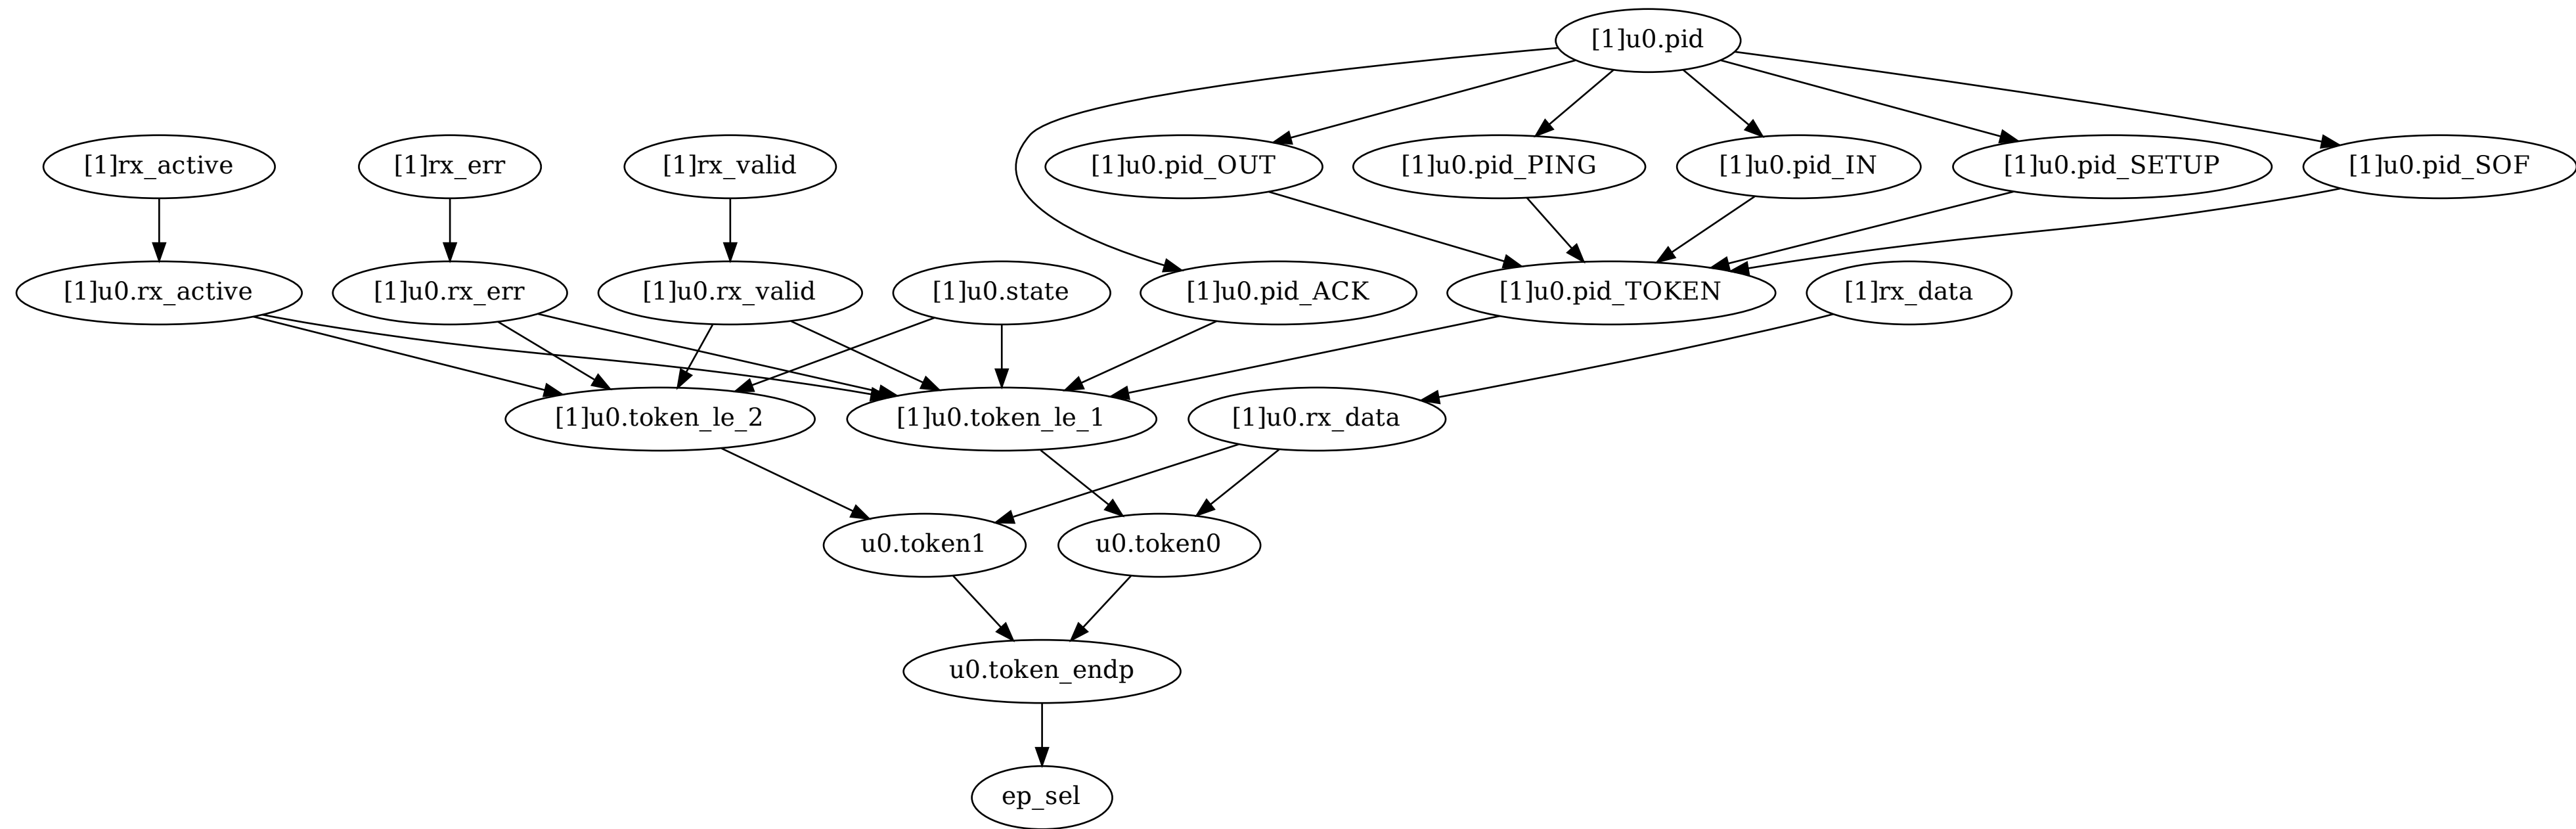 [1]u0.pid
[1]rx_active
[1]rx_err
[1]rx_valid
[1]u0.pid_OUT
[1]u0.pid_PING
[1]u0.pid_IN
[1]u0.pid_SETUP
[1]u0.pid_SOF
[1]u0.rx_active
[1]u0.rx_err
[1]u0.rx_valid
[1]u0.state
[1]u0.pid_ACK
[1]u0.pid_TOKEN
[1]rx_data
[1]u0.token_le_2
[1]u0.token_le_1
[1]u0.rx_data
u0.token1
u0.token0
u0.token_endp
ep_sel